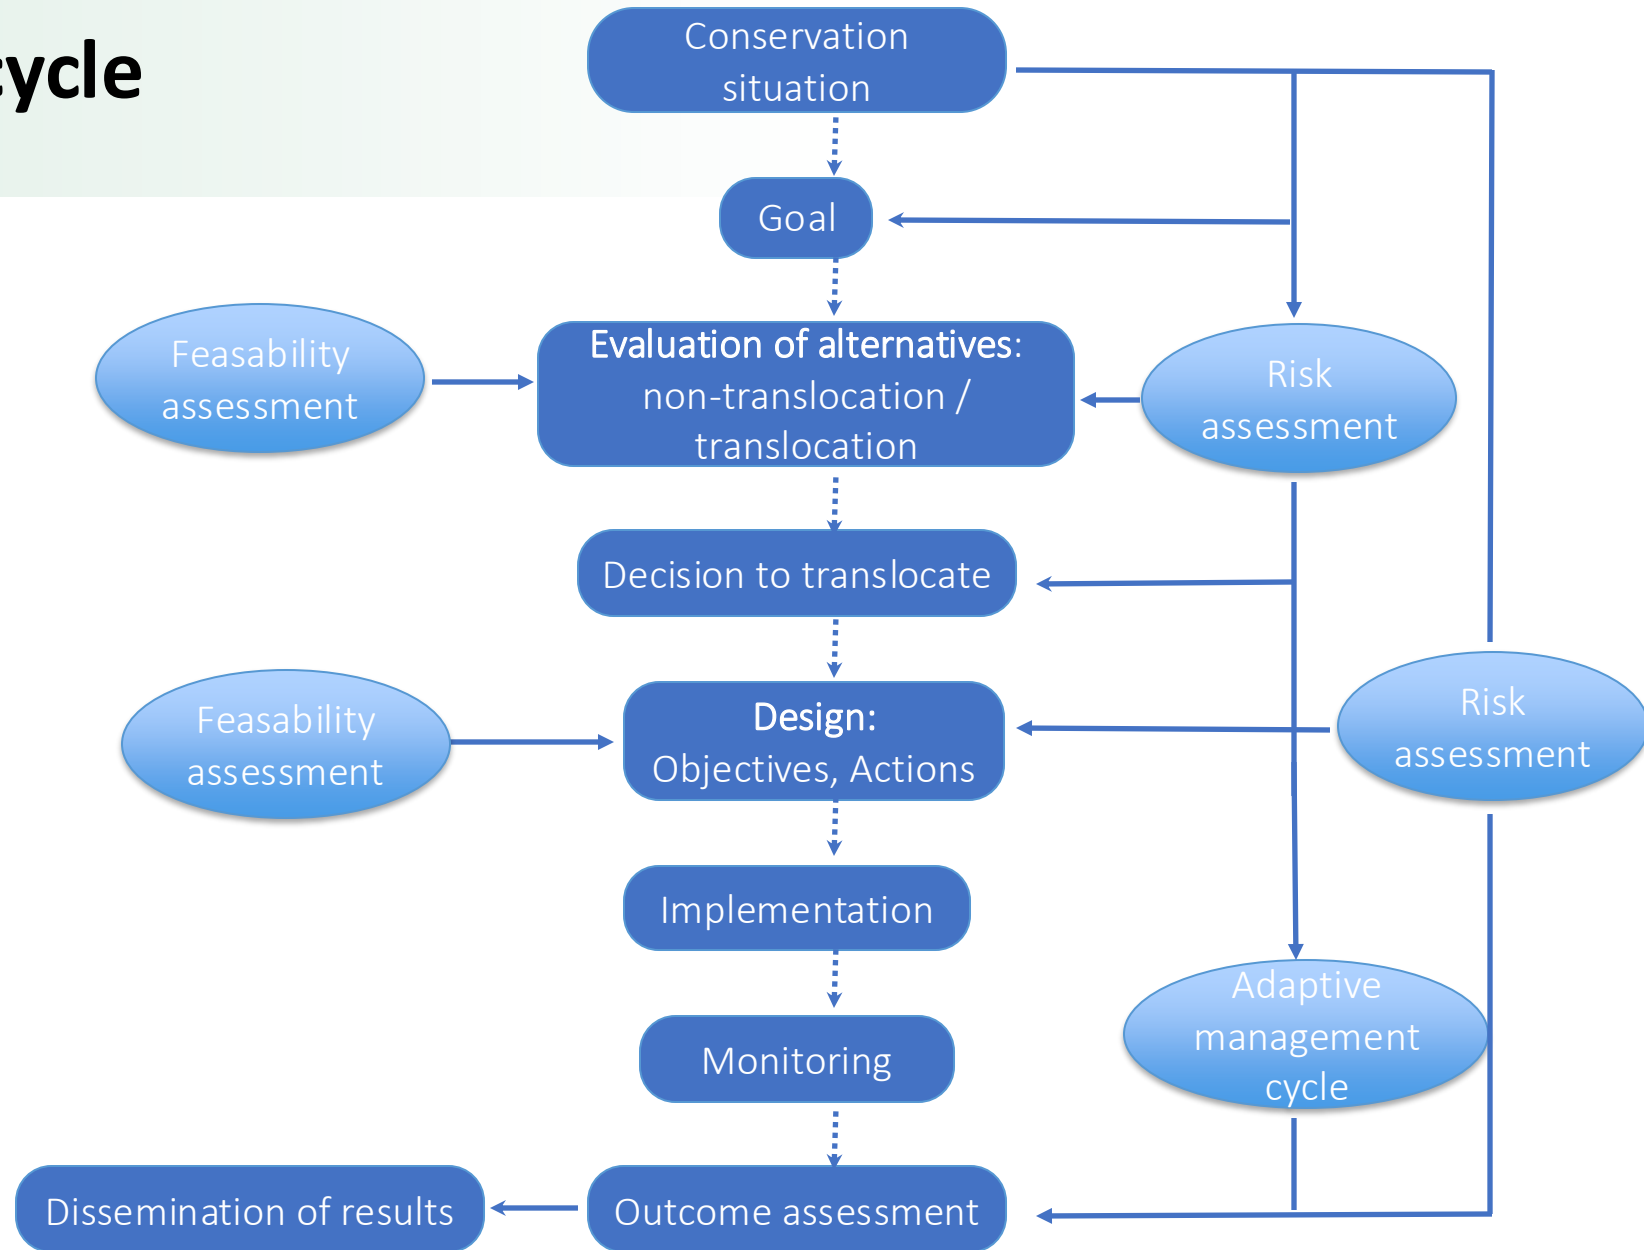 cycle
Conservation
situation
Goal
Feasability
assessment
Evaluation of alternatives:
non-translocation /
translocation
Risk
assessment
Decision to translocate
Feasability
assessment
Design:
Objectives, Actions
Risk
assessment
Implementation
Adaptive
management
cycle
Monitoring
Dissemination of results
Outcome assessment